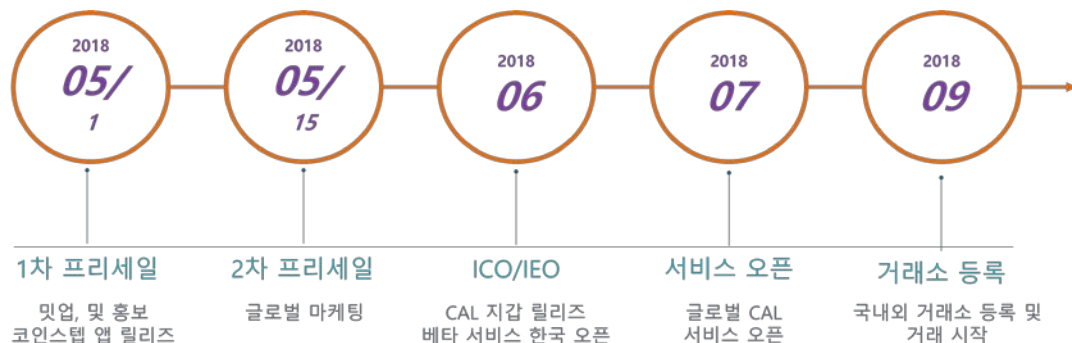 2018
05/
1
2018
05/
15
2018
06
2018
07
2018
09
1차 프리세일
밋업, 및 홍보
코인스텝 앱 릴리즈
2차 프리세일
글로벌 마케팅
ICO/IEO
CAL 지갑 릴리즈
베타 서비스 한국 오픈
서비스 오픈
글로벌 CAL
서비스 오픈
거래소 등록
국내외 거래소 등록 및
거래 시작